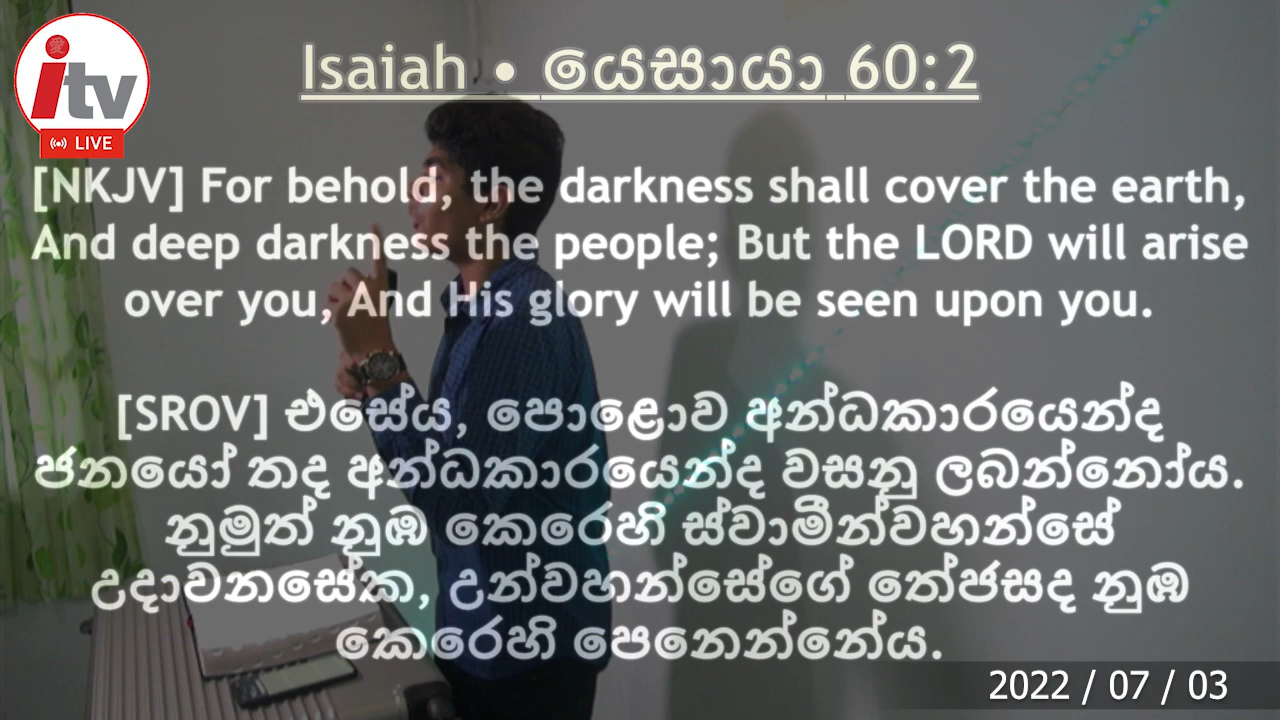 愛
itv
LIVE
Isaiah • යෙසායා 60:2
[NKJV] For behold, the darkness shall cover the earth,
And deep darkness the people; But the LORD will arise
over you, And His glory will be seen upon you.
[SROV] එසේය, පොළොව අන්ධකාරයෙන්ද
ජනයෝ තද අන්ධකාරයෙන්ද වසනු ලබන්නෝය.
නුමුත් නුඹ කෙරෙහි ස්වාමීන්වහන්සේ
උදාවනසේක, උන්වහන්සේගේ තේජසද නුඹ
කෙරෙහි පෙනෙන්නේය.
2022 / 07 / 03